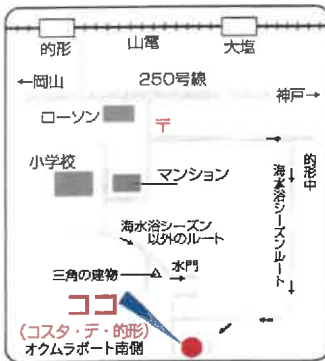 的形
山電
大塩
←岡山
250号線
神戸→
ローソン
〒
小学校
マンション
的形中
海水浴シーズンルート
海水浴シーズン
以外のルート
三角の建物
水門
ココ
(コスタ・デ・的形)
オクムラボート南側